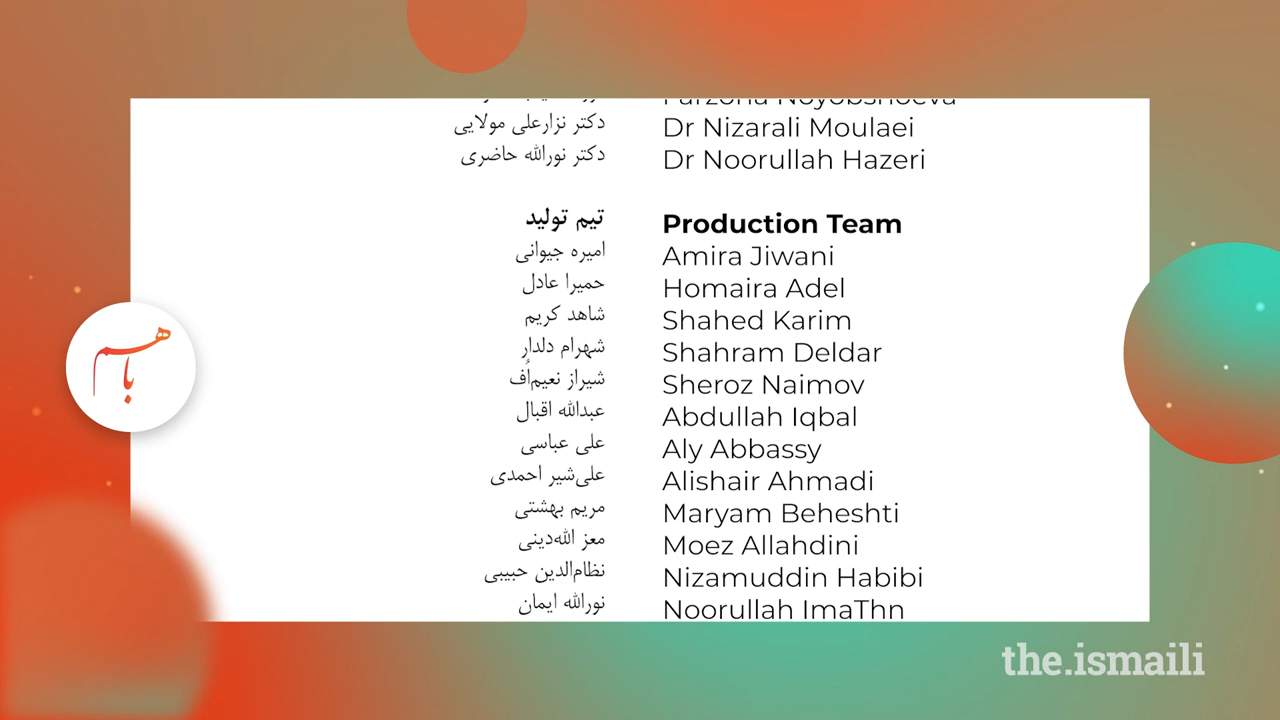 Farzona Noyobshoeva
دکتر نزارعلی مولایی Dr Nizarali Moulaei
دکتر نورالله حاضری Dr Noorullah Hazeri
تیم تولید Production Team
امیره جیوانی Amira Jiwani
حمیرا عادل Homaira Adel
شاهد کریم Shahed Karim
شهرام دلدار Shahram Deldar
شیراز نعیم‌اُف Sheroz Naimov
عبدالله اقبال Abdullah Iqbal
علی عباسی Aly Abbassy
علی‌شیر احمدی Alishair Ahmadi
مریم بهشتی Maryam Beheshti
معز الله‌دینی Moez Allahdini
نظام‌الدین حبیبی Nizamuddin Habibi
نورالله ایمان Noorullah ImaThn
با هم
the.ismaili